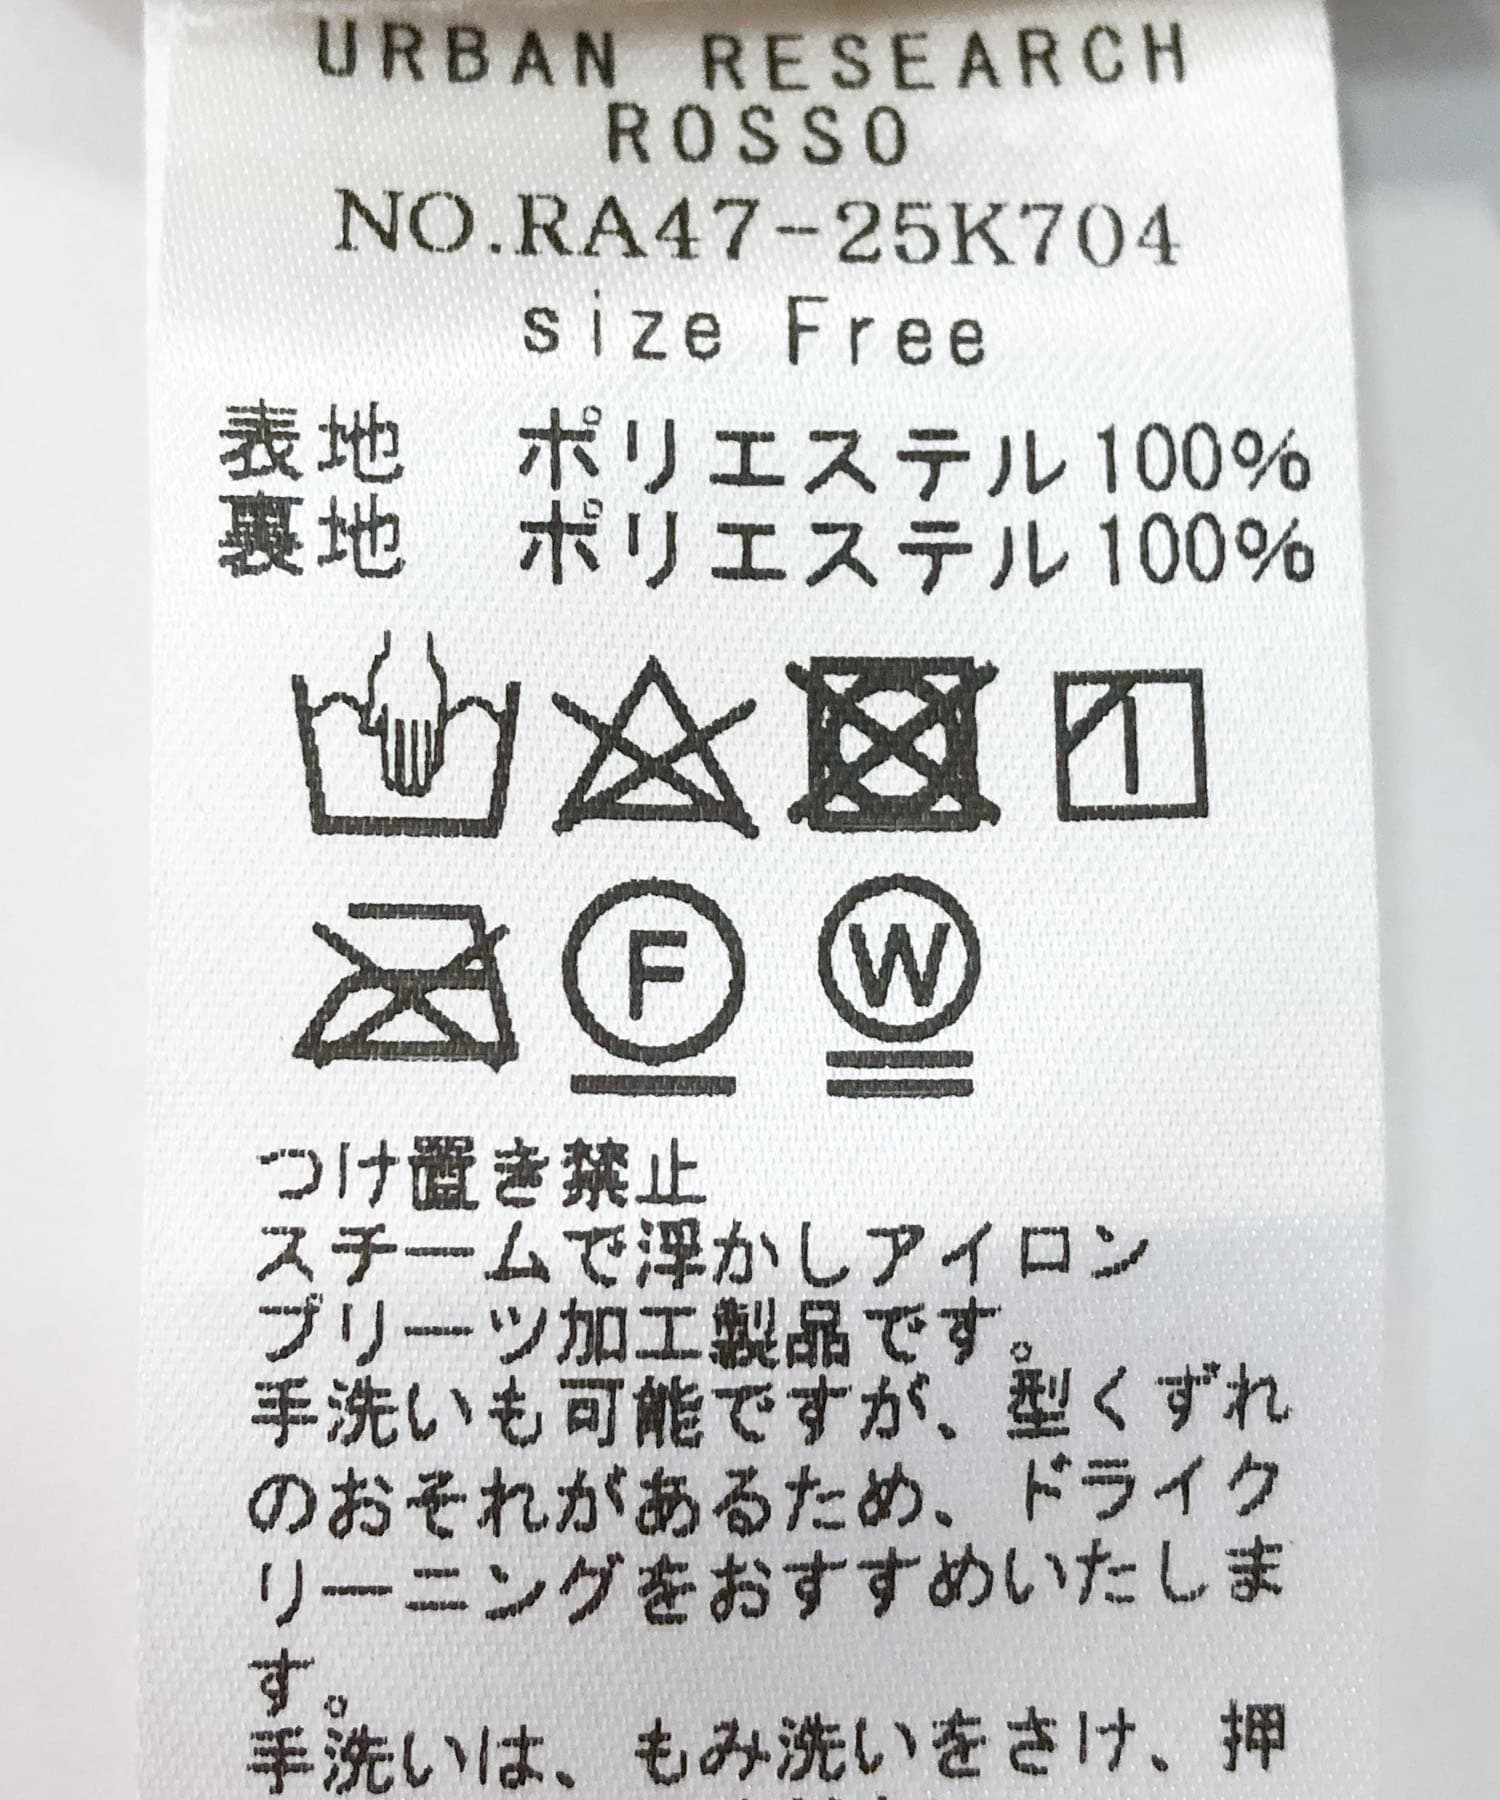 URBAN RESEARCH
ROSSO
NO.RA47-25K704
size Free
表地 ポリエステル100%
裏地 ポリエステル100%
F
W
つけ置き禁止
スチームで浮かしアイロン
プリーツ加工製品です。
手洗いも可能ですが、型くずれ
のおそれがあるため、ドライク
リーニングをおすすめいたしま
す。
手洗いは、もみ洗いをさけ、押